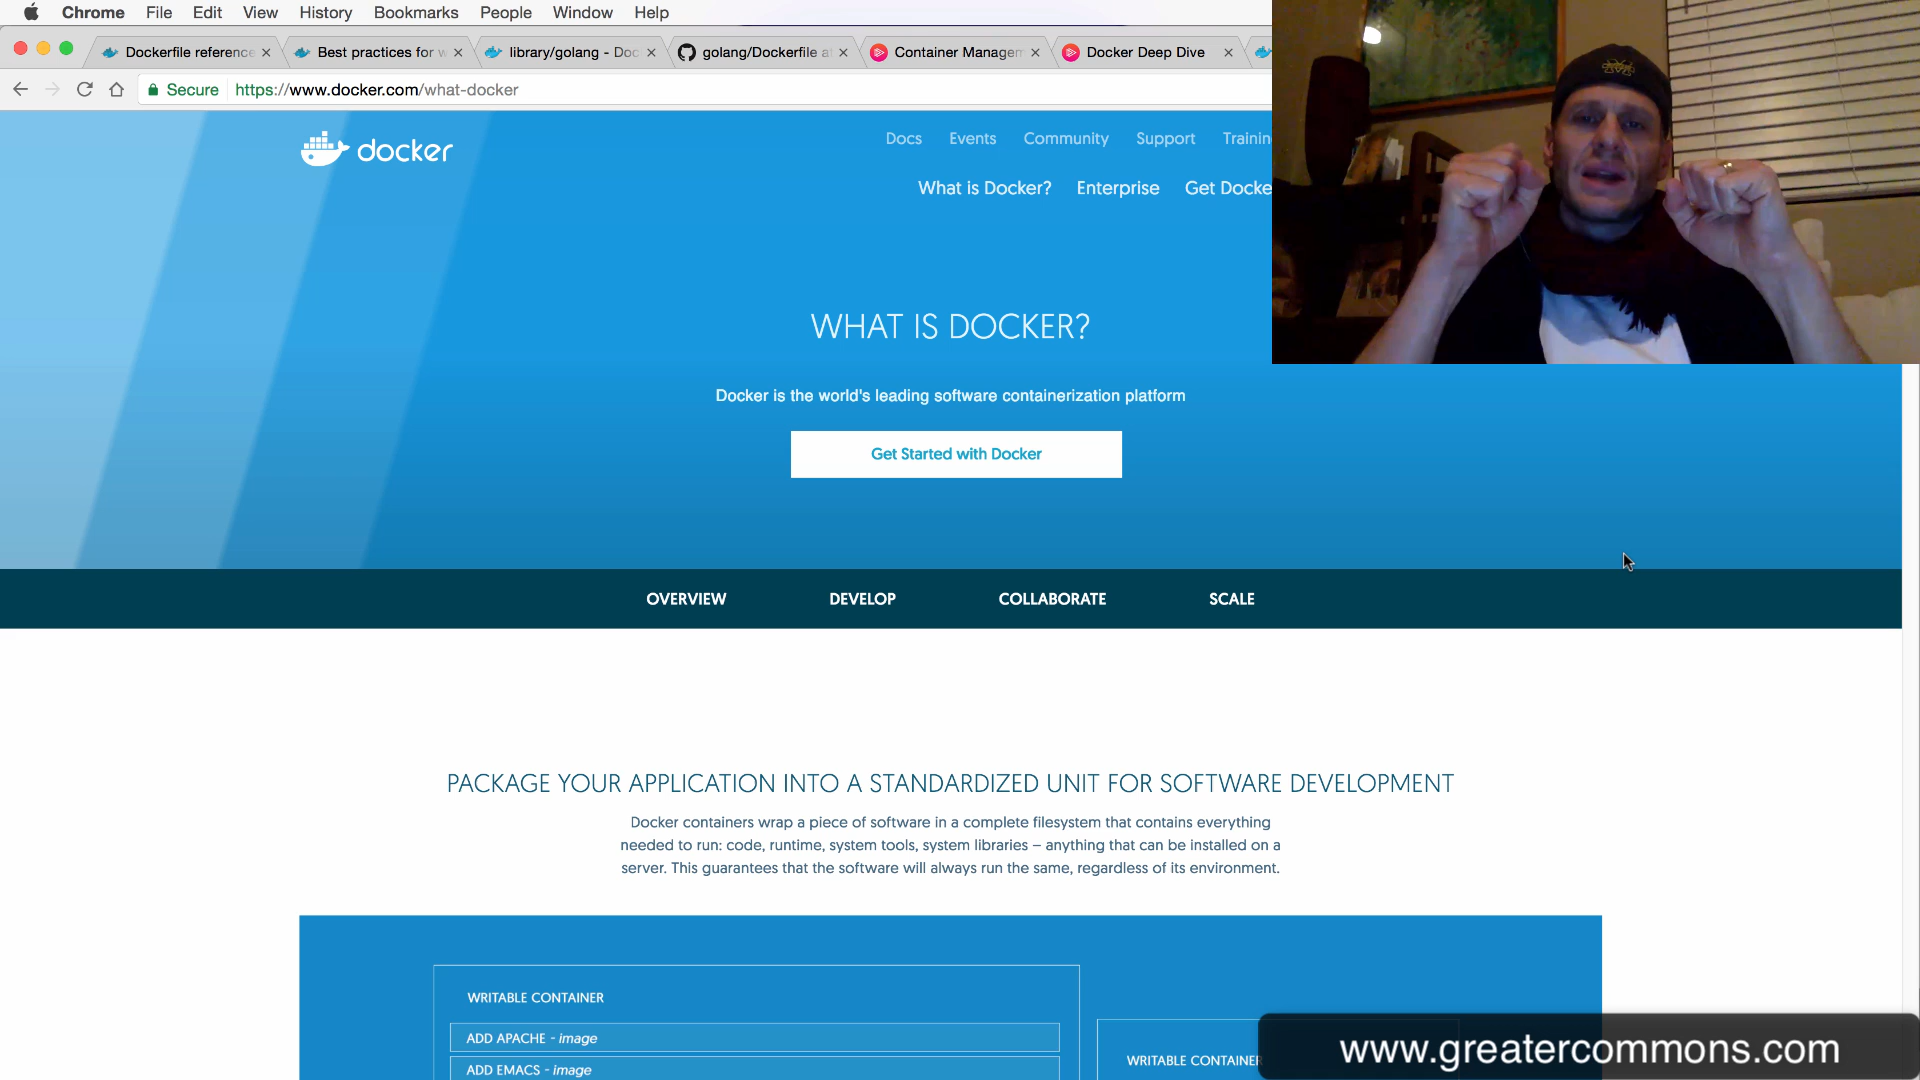 Chrome File Edit View History Bookmarks People Window Help
Dockerfile reference Best practices for w library/golang - Doc golang/Dockerfile a Container Managem Docker Deep Dive
Secure https://www.docker.com/what-docker
docker
Docs Events Community Support Trainin
What is Docker? Enterprise Get Docke
WHAT IS DOCKER?
Docker is the world's leading software containerization platform
Get Started with Docker
OVERVIEW DEVELOP COLLABORATE SCALE
PACKAGE YOUR APPLICATION INTO A STANDARDIZED UNIT FOR SOFTWARE DEVELOPMENT
Docker containers wrap a piece of software in a complete filesystem that contains everything
needed to run: code, runtime, system tools, system libraries – anything that can be installed on a
server. This guarantees that the software will always run the same, regardless of its environment.
WRITABLE CONTAINER
ADD APACHE - image
ADD EMACS - image
WRITABLE CONTAINER
www.greatercommons.com